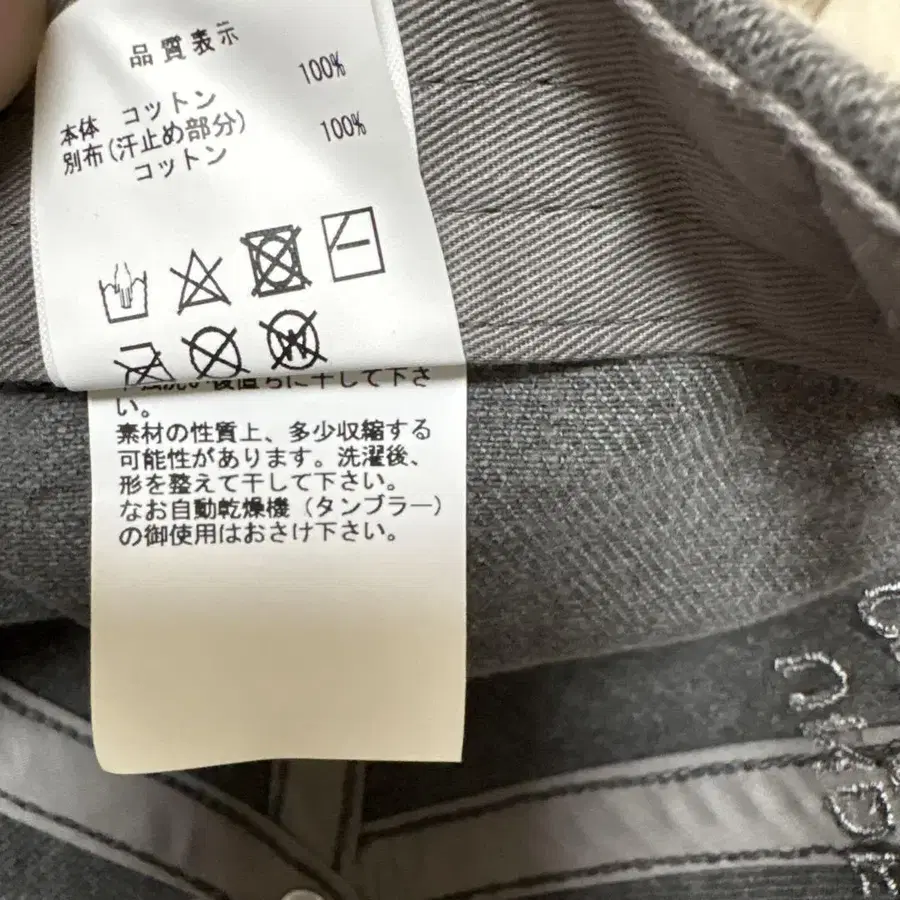 品質表示
本体 コットン 100%
別布(汗止め部分)
コットン 100%
い。
素材の性質上、多少収縮する
可能性があります。洗濯後、
形を整えて干して下さい。
なお自動乾燥機（タンブラー）
の御使用はおさけ下さい。